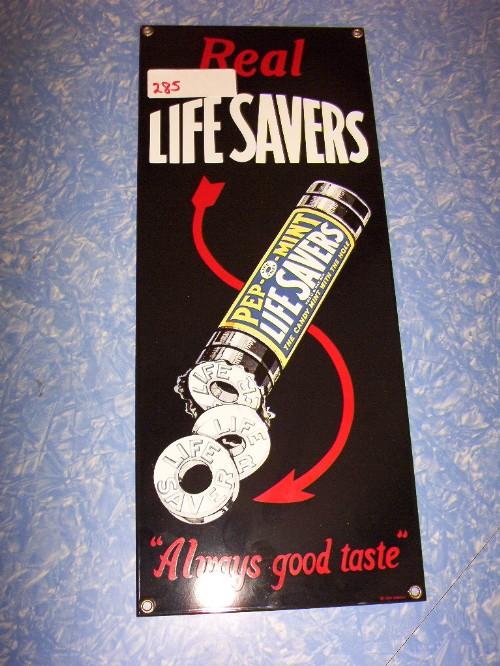 Real
285
LIFE SAVERS
PEP-O-MINT
LIFE SAVERS
THE CANDY MINT WITH THE HOLE
LIFE
LIFE
LIFE
SAVER
"Always good taste"